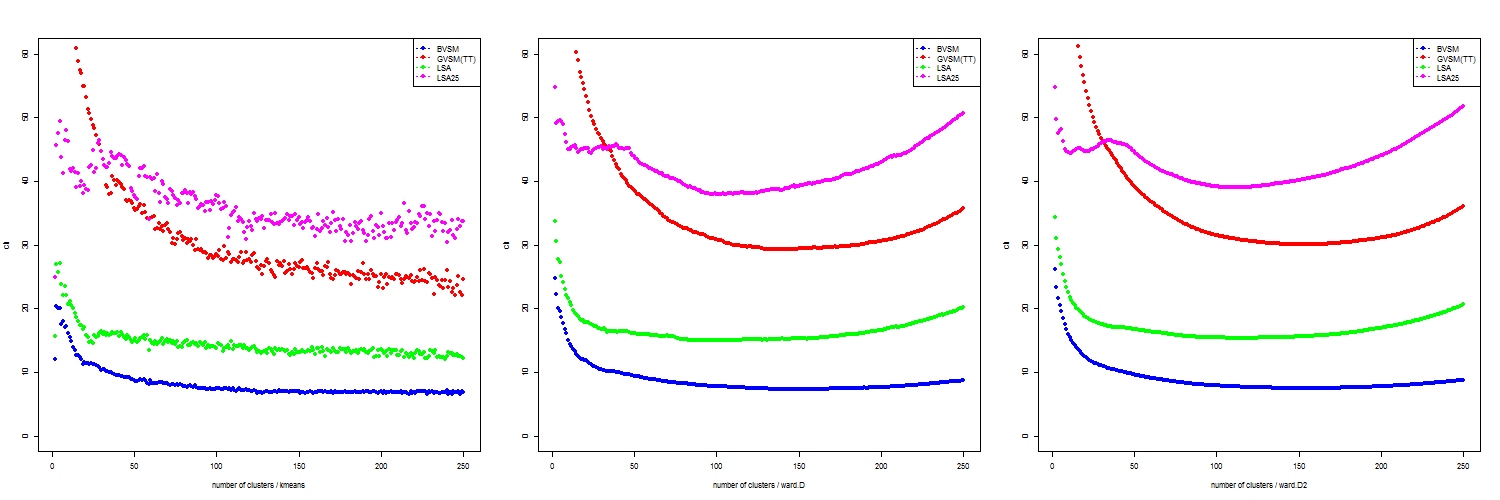 60
50
40
30
20
10
0
cli
BVSM
GVSM(TT)
LSA
LSA25
0 50 100 150 200 250
number of clusters / kmeans
60
50
40
30
20
10
0
cli
BVSM
GVSM(TT)
LSA
LSA25
0 50 100 150 200 250
number of clusters / ward.D
60
50
40
30
20
10
0
cli
BVSM
GVSM(TT)
LSA
LSA25
0 50 100 150 200 250
number of clusters / ward.D2